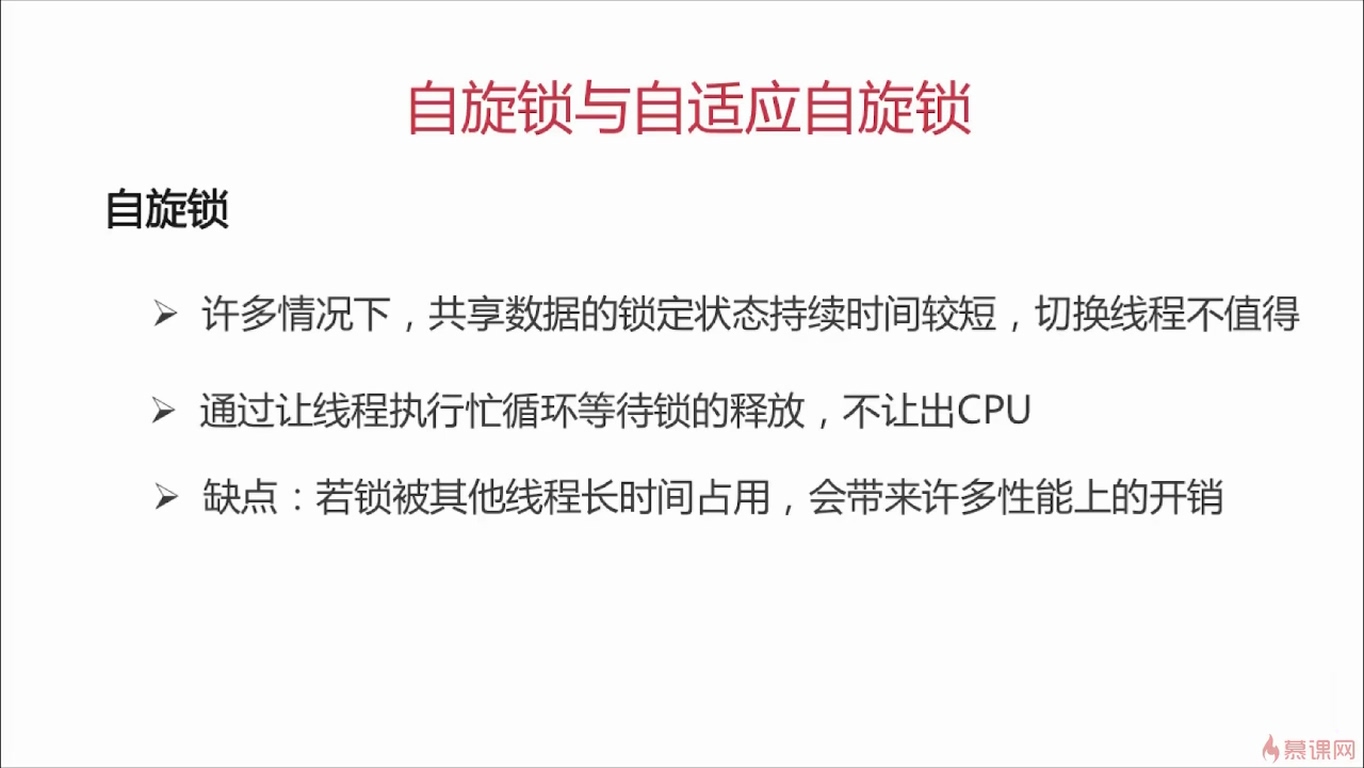 自旋锁与自适应自旋锁
自旋锁
➢ 许多情况下，共享数据的锁定状态持续时间较短，切换线程不值得
➢ 通过让线程执行忙循环等待锁的释放，不让出CPU
➢ 缺点：若锁被其他线程长时间占用，会带来许多性能上的开销
慕课网